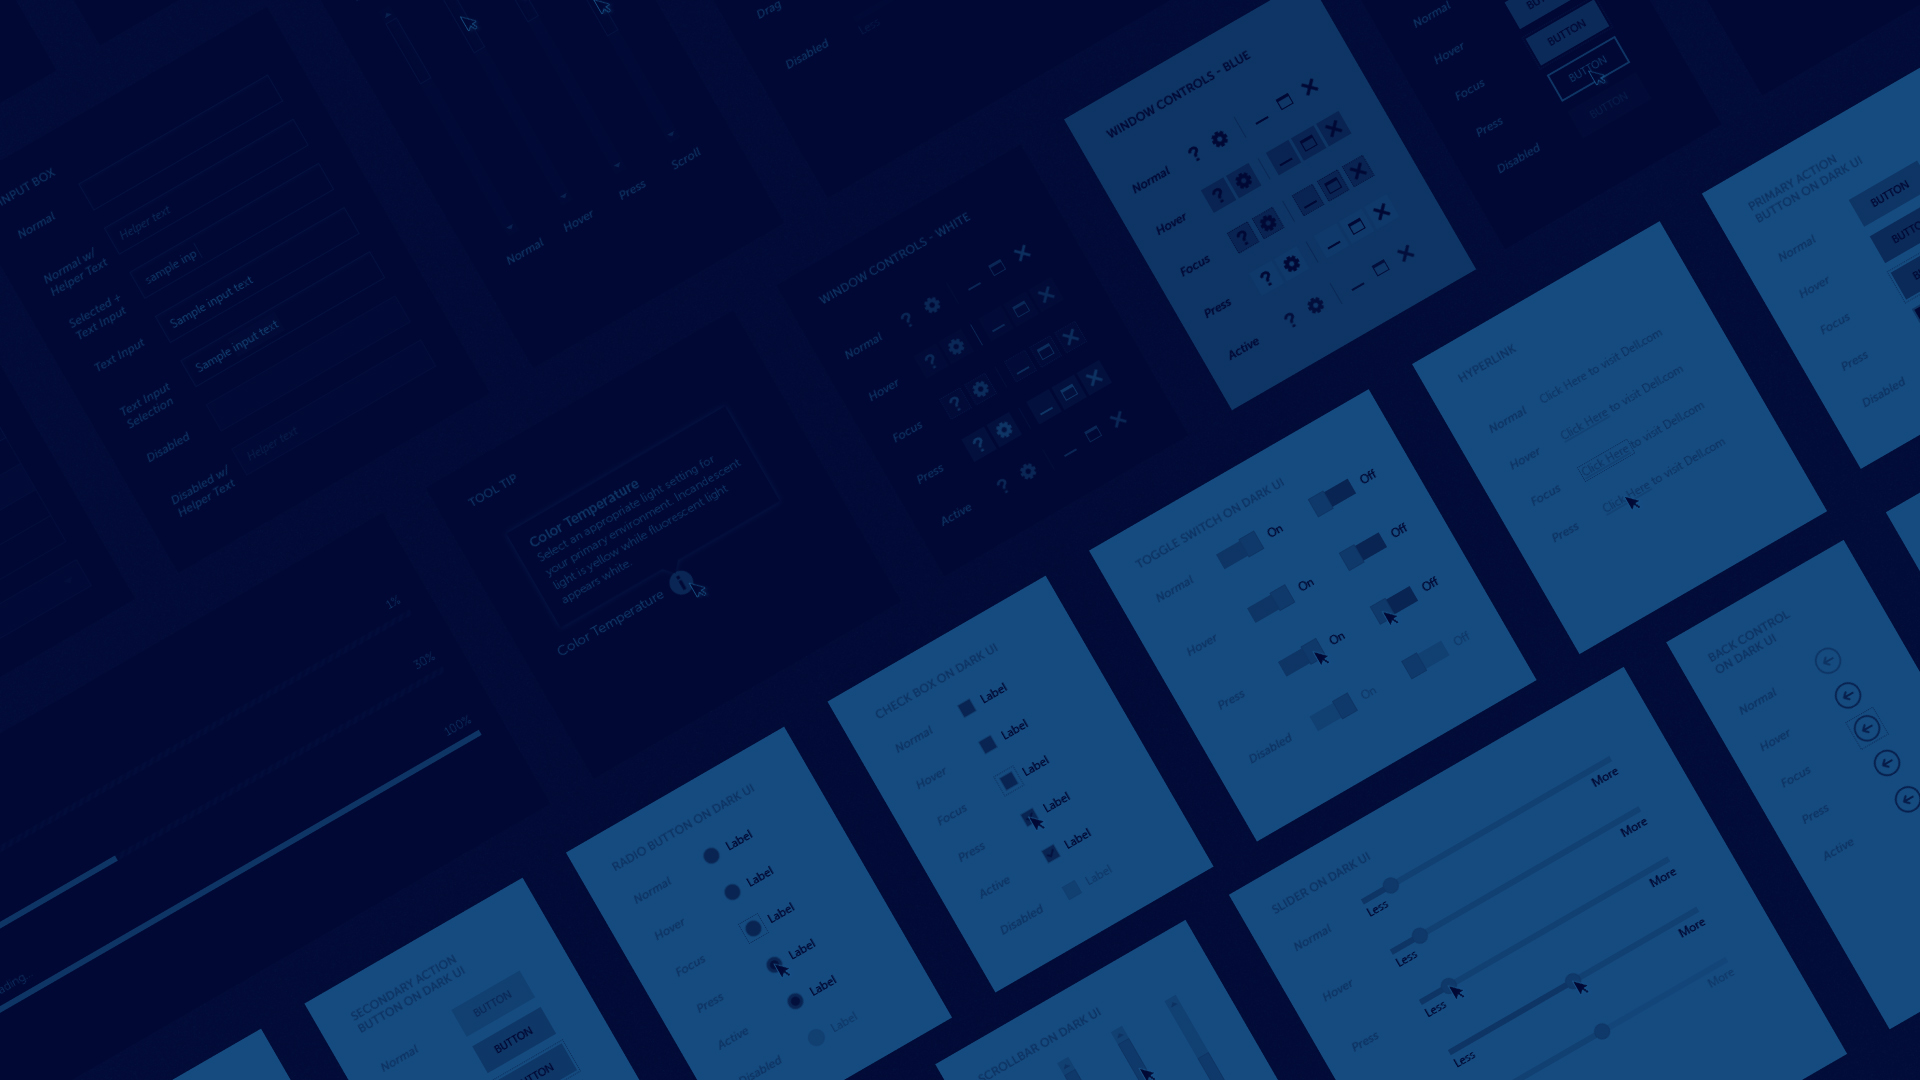 INPUT BOX
Normal
Normal w/
Helper Text
Helper text
Selected +
Text Input
sample inp
Text Input
Sample input text
Text Input
Selection
Sample input text
Disabled
Disabled w/
Helper Text
Helper text
Normal
Hover
Press
Scroll
Drag
Disabled
Less
TOOL TIP
Color Temperature
Select an appropriate light setting for
your primary environment. Incandescent
light is yellow while fluorescent light
appears white.
Color Temperature
i
1%
30%
100%
WINDOW CONTROLS - WHITE
Normal
?
Hover
?
Focus
?
Press
?
Active
?
WINDOW CONTROLS - BLUE
Normal
?
Hover
?
Focus
?
Press
?
Active
?
Normal
Hover
BUTTON
Focus
BUTTON
Press
BUTTON
Disabled
PRIMARY ACTION
BUTTON ON DARK UI
Normal
BUTTON
Hover
Focus
Press
Disabled
HYPERLINK
Normal
Click Here to visit Dell.com
Hover
Click Here to visit Dell.com
Focus
Click Here to visit Dell.com
Press
Click Here to visit Dell.com
TOGGLE SWITCH ON DARK UI
Normal
On
Off
Hover
On
Off
Press
On
Off
Disabled
On
Off
CHECK BOX ON DARK UI
Normal
Label
Hover
Label
Focus
Label
Press
Label
Active
Label
Disabled
Label
RADIO BUTTON ON DARK UI
Normal
Label
Hover
Label
Focus
Label
Press
Label
Active
Label
Disabled
Label
SECONDARY ACTION
BUTTON ON DARK UI
Normal
BUTTON
BUTTON
BACK CONTROL
ON DARK UI
Normal
Hover
Focus
Press
Active
SLIDER ON DARK UI
Normal
Less
More
Hover
Less
More
Press
Less
More
Less
More
More
SCROLLBAR ON DARK UI